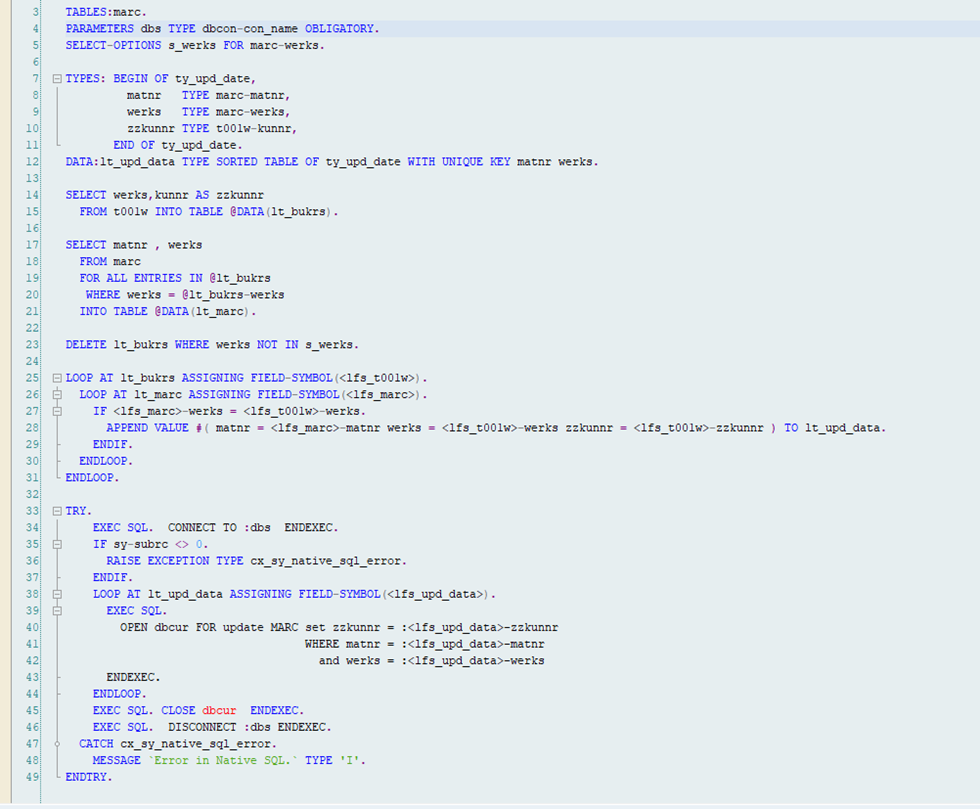 3 TABLES:marc.
4 PARAMETERS dbs TYPE dbcon-con_name OBLIGATORY.
5 SELECT-OPTIONS s_werks FOR marc-werks.
6
7 TYPES: BEGIN OF ty_upd_date,
8 matnr TYPE marc-matnr,
9 werks TYPE marc-werks,
10 zzkunnr TYPE t001w-kunnr,
11 END OF ty_upd_date.
12 DATA:lt_upd_data TYPE SORTED TABLE OF ty_upd_date WITH UNIQUE KEY matnr werks.
13
14 SELECT werks,kunnr AS zzkunnr
15 FROM t001w INTO TABLE @DATA(lt_bukrs).
16
17 SELECT matnr , werks
18 FROM marc
19 FOR ALL ENTRIES IN @lt_bukrs
20 WHERE werks = @lt_bukrs-werks
21 INTO TABLE @DATA(lt_marc).
22
23 DELETE lt_bukrs WHERE werks NOT IN s_werks.
24
25 LOOP AT lt_bukrs ASSIGNING FIELD-SYMBOL(<lfs_t001w>).
26 LOOP AT lt_marc ASSIGNING FIELD-SYMBOL(<lfs_marc>).
27 IF <lfs_marc>-werks = <lfs_t001w>-werks.
28 APPEND VALUE #( matnr = <lfs_marc>-matnr werks = <lfs_t001w>-werks zzkunnr = <lfs_t001w>-zzkunnr ) TO lt_upd_data.
29 ENDIF.
30 ENDLOOP.
31 ENDLOOP.
32
33 TRY.
34 EXEC SQL. CONNECT TO :dbs ENDEXEC.
35 IF sy-subrc <> 0.
36 RAISE EXCEPTION TYPE cx_sy_native_sql_error.
37 ENDIF.
38 LOOP AT lt_upd_data ASSIGNING FIELD-SYMBOL(<lfs_upd_data>).
39 EXEC SQL.
40 OPEN dbcur FOR update MARC set zzkunnr = :<lfs_upd_data>-zzkunnr
41 WHERE matnr = :<lfs_upd_data>-matnr
42 and werks = :<lfs_upd_data>-werks
43 ENDEXEC.
44 ENDLOOP.
45 EXEC SQL. CLOSE dbcur ENDEXEC.
46 EXEC SQL. DISCONNECT :dbs ENDEXEC.
47 CATCH cx_sy_native_sql_error.
48 MESSAGE `Error in Native SQL.` TYPE 'I'.
49 ENDTRY.